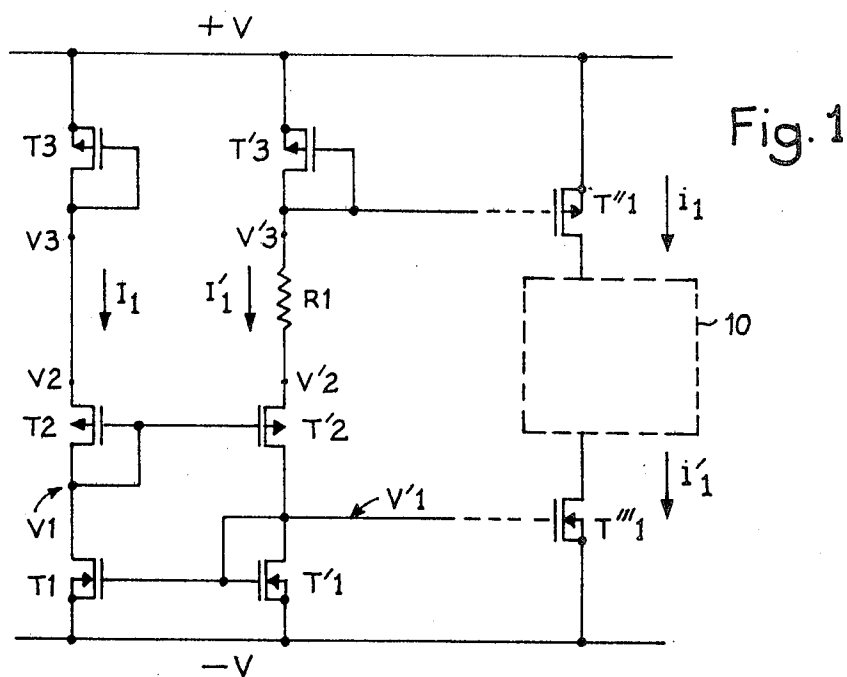 +V
Fig. 1
T3
T'3
T"1
i1
V3
V'3
I1
I'1
R1
10
V2
V'2
T2
T'2
i'1
V1
V'1
T'''1
T1
T'1
−V